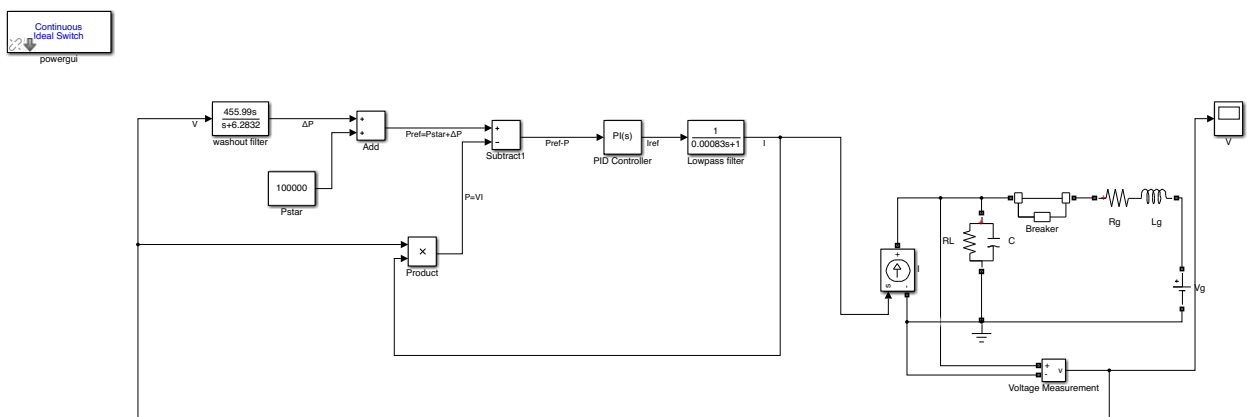 Continuous
Ideal Switch
powergui
455.99s
s+6.2832
washout filter
V
ΔP
+
+
Add
Pref=Pstar+ΔP
100000
Pstar
+
−
Subtract1
Pref-P
PI(s)
PID Controller
Iref
1
0.00083s+1
Lowpass filter
I
P=VI
×
Product
V
RL
C
Breaker
+
Rg
Lg
+
s
-
I
+
Vg
+
-
v
Voltage Measurement